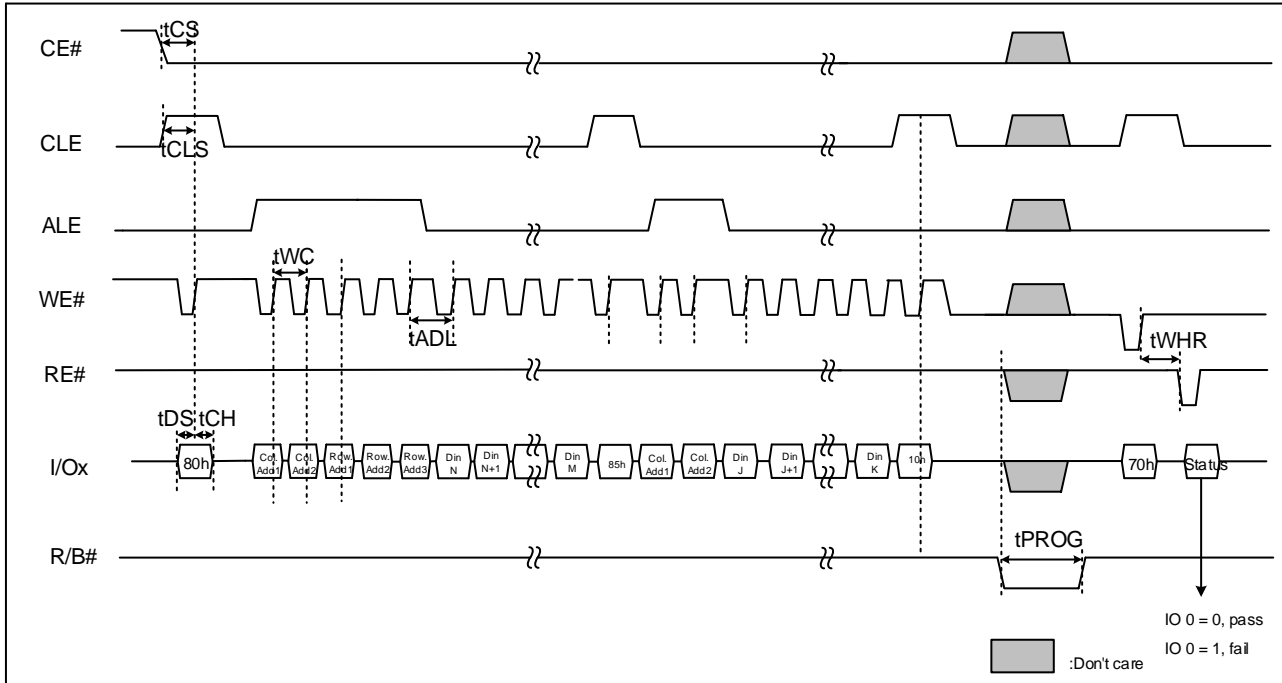 CE#
tCS
CLE
tCLS
ALE
WE#
tWC
tADL
tWHR
RE#
tDS
tCH
I/Ox
80h
Col. Add1
Col. Add2
Row. Add1
Row. Add2
Row. Add3
Din N
Din N+1
Din M
85h
Col. Add1
Col. Add2
Din J
Din J+1
Din K
10h
70h
Status
R/B#
tPROG
IO 0 = 0, pass
IO 0 = 1, fail
:Don't care